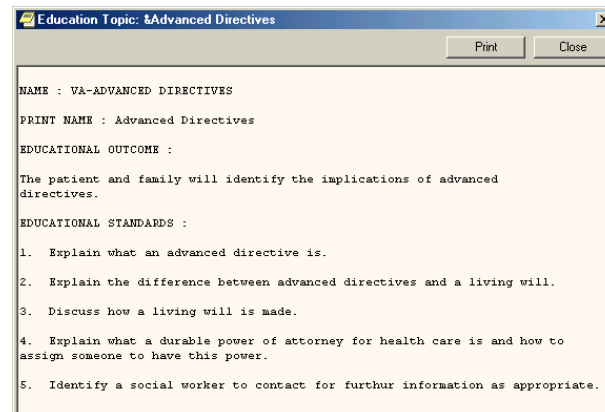 Education Topic: &Advanced Directives
Print
Close
NAME : VA-ADVANCED DIRECTIVES
PRINT NAME : Advanced Directives
EDUCATIONAL OUTCOME :
The patient and family will identify the implications of advanced
directives.
EDUCATIONAL STANDARDS :
1. Explain what an advanced directive is.
2. Explain the difference between advanced directives and a living will.
3. Discuss how a living will is made.
4. Explain what a durable power of attorney for health care is and how to
assign someone to have this power.
5. Identify a social worker to contact for furthur information as appropriate.